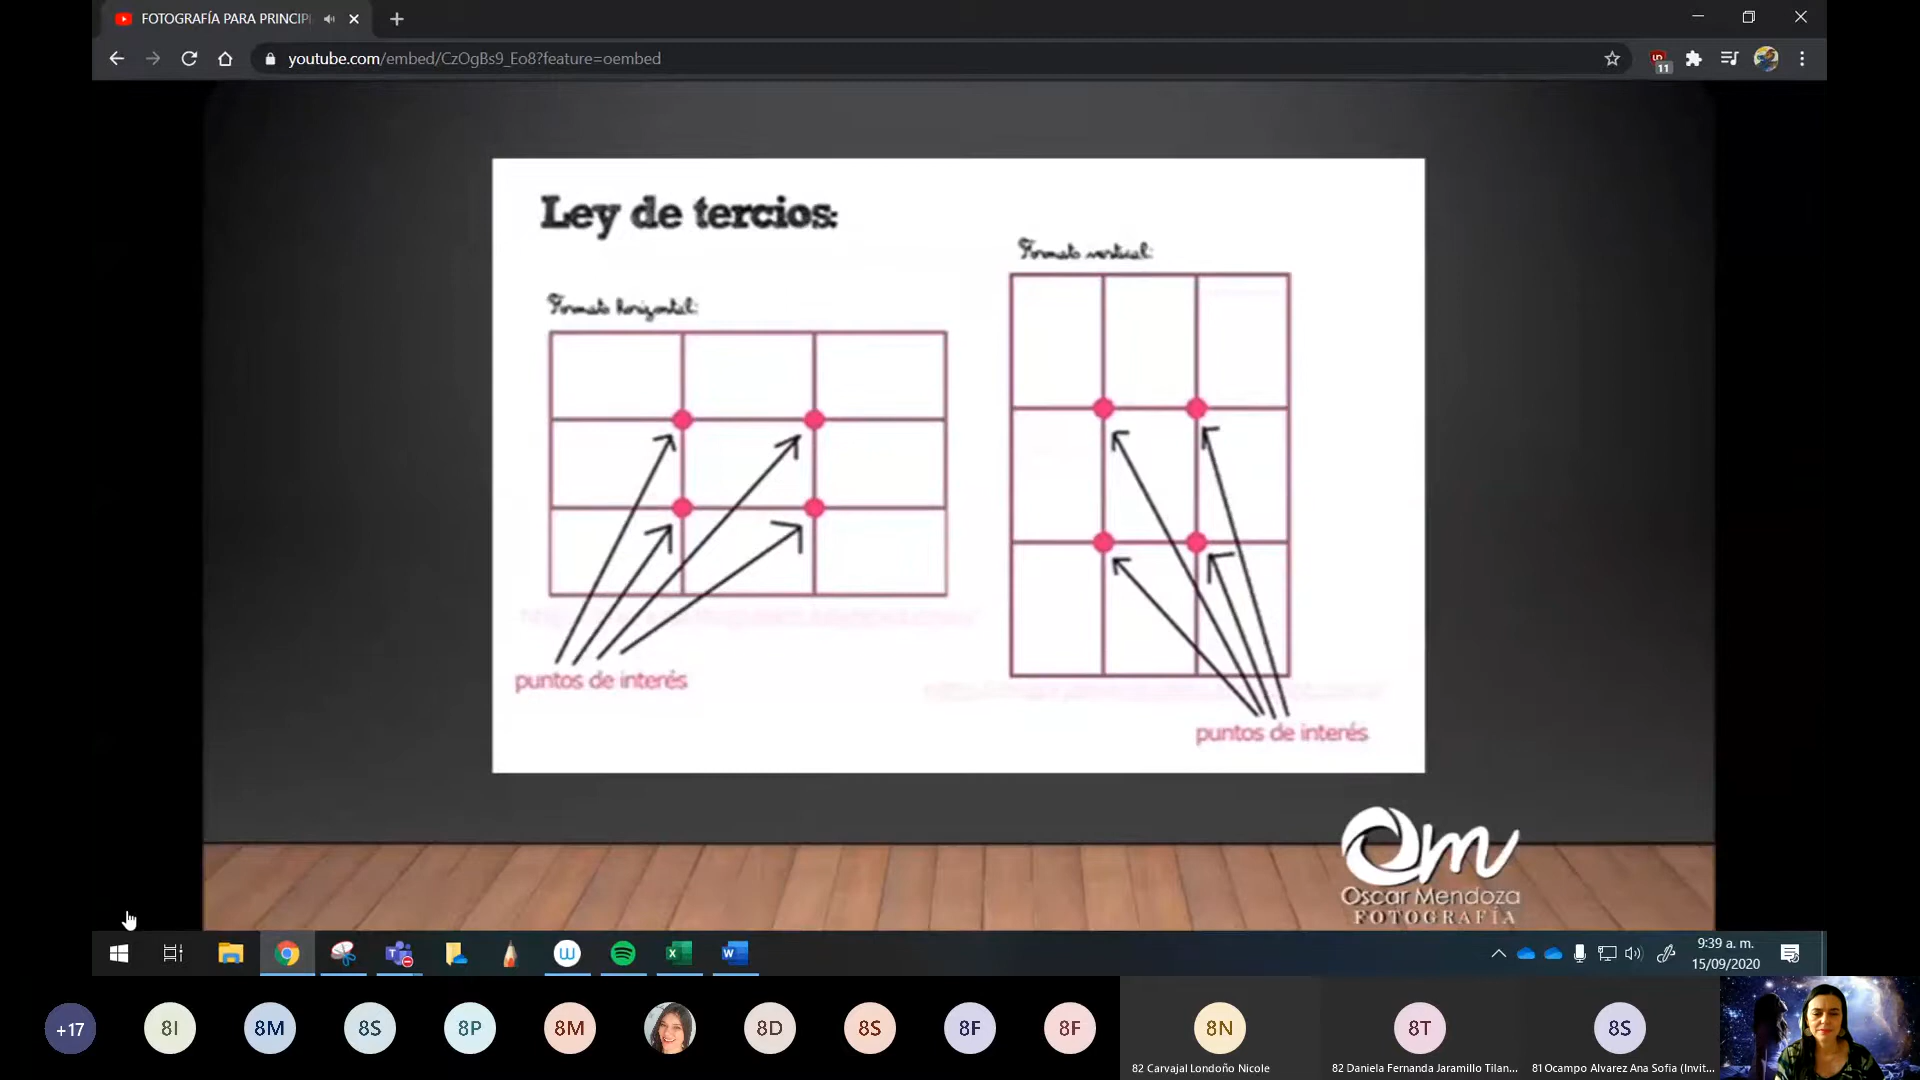 FOTOGRAFÍA PARA PRINCIPI
youtube.com/embed/CzOgBs9_Eo8?feature=oembed
11
Ley de tercios:
Formato vertical:
Formato horizontal:
puntos de interés
puntos de interés
Om
Oscar Mendoza
FOTOGRAFÍA
9:39 a. m.
15/09/2020
+17
8I
8M
8S
8P
8M
8D
8S
8F
8F
8N
8T
8S
82 Carvajal Londoño Nicole
82 Daniela Fernanda Jaramillo Tilan...
81 Ocampo Alvarez Ana Sofia (Invit...